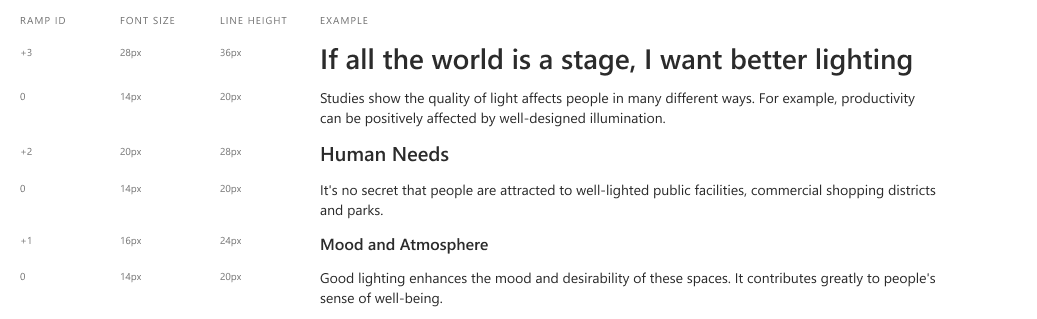 RAMP ID FONT SIZE LINE HEIGHT EXAMPLE
+3 28px 36px If all the world is a stage, I want better lighting
0 14px 20px Studies show the quality of light affects people in many different ways. For example, productivity
can be positively affected by well-designed illumination.
+2 20px 28px Human Needs
0 14px 20px It's no secret that people are attracted to well-lighted public facilities, commercial shopping districts
and parks.
+1 16px 24px Mood and Atmosphere
0 14px 20px Good lighting enhances the mood and desirability of these spaces. It contributes greatly to people's
sense of well-being.